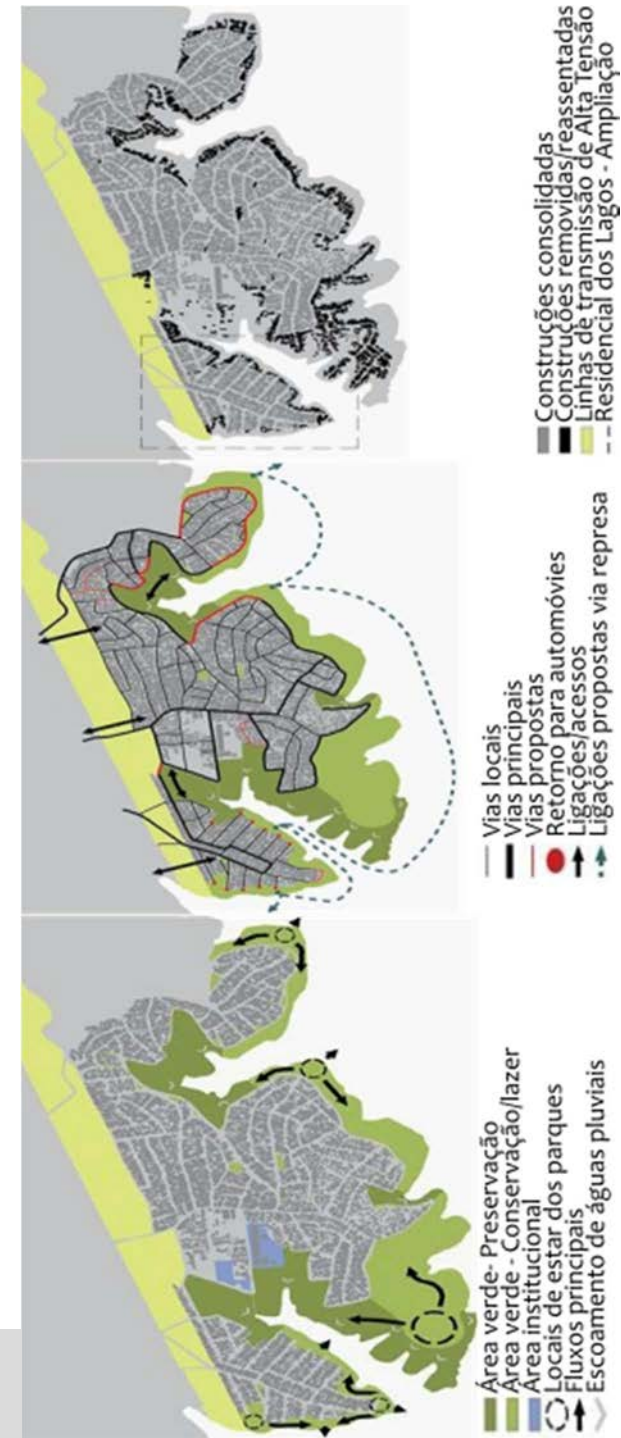 Área verde- Preservação
Área verde - Conservação/lazer
Área institucional
Locais de estar dos parques
Fluxos principais
Escoamento de águas pluviais
Vias locais
Vias principais
Vias propostas
Retorno para automóvies
Ligações/acessos
Ligações propostas via represa
Construções consolidadas
Construções removidas/reassentadas
Linhas de transmissão de Alta Tensão
Residencial dos Lagos - Ampliação